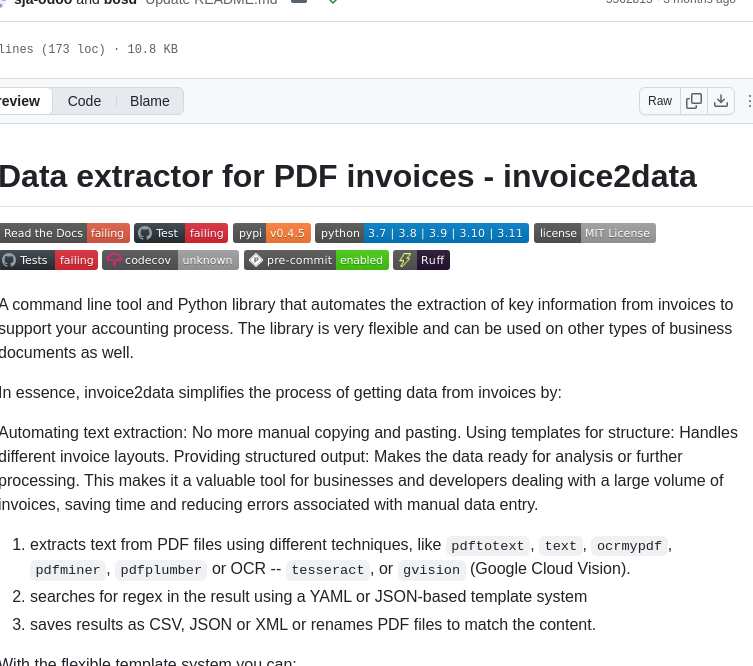 sja-odoo and bosd Update README.md 5562b15 · 3 months ago
lines (173 loc) · 10.8 KB
review Code Blame Raw
Data extractor for PDF invoices - invoice2data
Read the Docs failing Test failing pypi v0.4.5 python 3.7 | 3.8 | 3.9 | 3.10 | 3.11 license MIT License
Tests failing codecov unknown pre-commit enabled Ruff
A command line tool and Python library that automates the extraction of key information from invoices to
support your accounting process. The library is very flexible and can be used on other types of business
documents as well.
In essence, invoice2data simplifies the process of getting data from invoices by:
Automating text extraction: No more manual copying and pasting. Using templates for structure: Handles
different invoice layouts. Providing structured output: Makes the data ready for analysis or further
processing. This makes it a valuable tool for businesses and developers dealing with a large volume of
invoices, saving time and reducing errors associated with manual data entry.
1. extracts text from PDF files using different techniques, like pdftotext, text, ocrmypdf,
pdfminer, pdfplumber or OCR -- tesseract, or gvision (Google Cloud Vision).
2. searches for regex in the result using a YAML or JSON-based template system
3. saves results as CSV, JSON or XML or renames PDF files to match the content.
With the flexible template system you can: